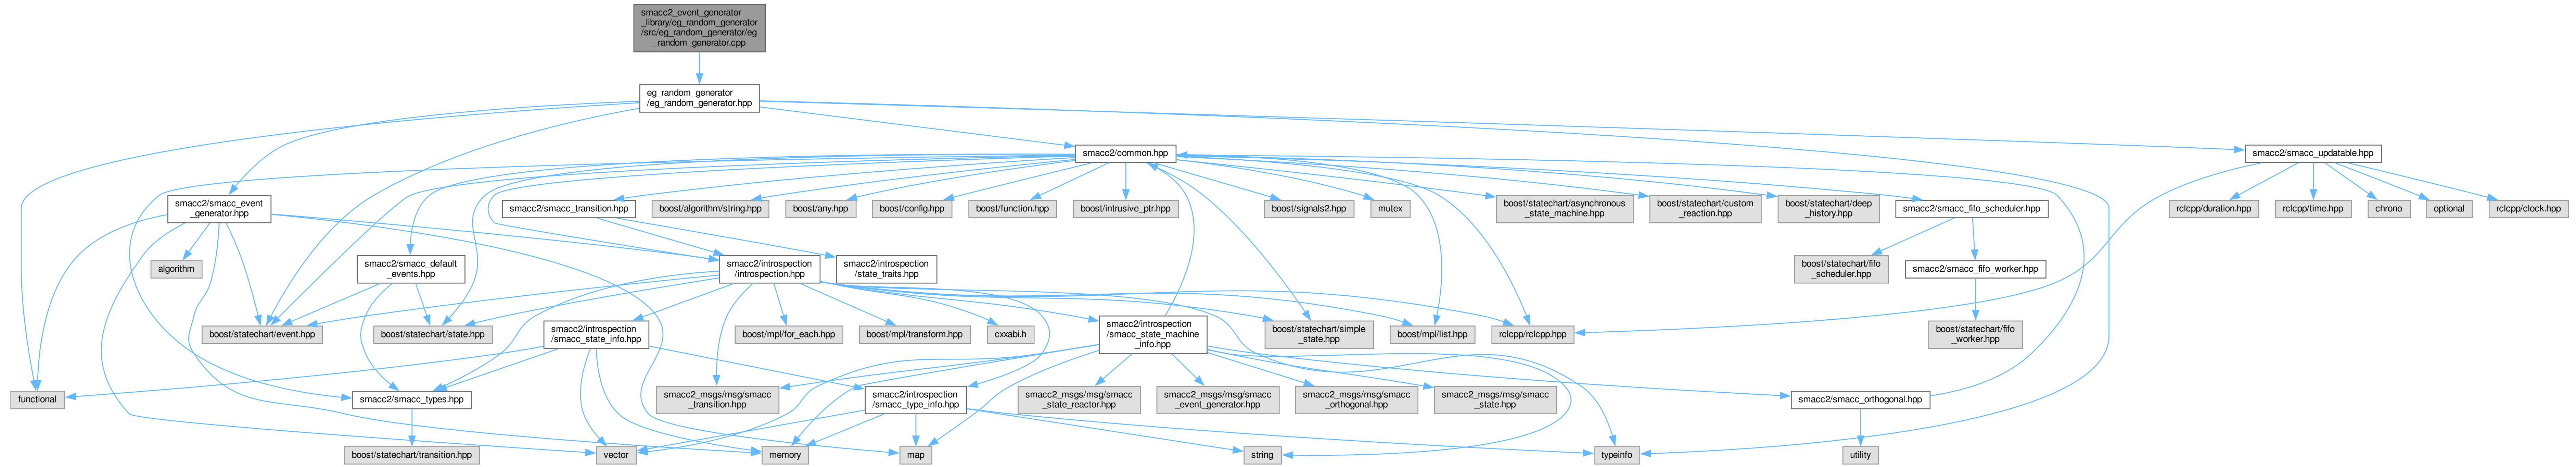 smacc2_event_generator
_library/eg_random_generator
/src/eg_random_generator/eg
_random_generator.cpp
eg_random_generator
/eg_random_generator.hpp
smacc2/common.hpp
smacc2/smacc_updatable.hpp
smacc2/smacc_event
_generator.hpp
smacc2/smacc_transition.hpp
boost/algorithm/string.hpp
boost/any.hpp
boost/config.hpp
boost/function.hpp
boost/intrusive_ptr.hpp
boost/signals2.hpp
mutex
boost/statechart/asynchronous
_state_machine.hpp
boost/statechart/custom
_reaction.hpp
boost/statechart/deep
_history.hpp
smacc2/smacc_fifo_scheduler.hpp
rclcpp/duration.hpp
rclcpp/time.hpp
chrono
optional
rclcpp/clock.hpp
algorithm
smacc2/smacc_default
_events.hpp
smacc2/introspection
/introspection.hpp
smacc2/introspection
/state_traits.hpp
boost/statechart/fifo
_scheduler.hpp
smacc2/smacc_fifo_worker.hpp
boost/statechart/event.hpp
boost/statechart/state.hpp
smacc2/introspection
/smacc_state_info.hpp
boost/mpl/for_each.hpp
boost/mpl/transform.hpp
cxxabi.h
smacc2/introspection
/smacc_state_machine
_info.hpp
boost/statechart/simple
_state.hpp
boost/mpl/list.hpp
rclcpp/rclcpp.hpp
boost/statechart/fifo
_worker.hpp
functional
smacc2/smacc_types.hpp
smacc2_msgs/msg/smacc
_transition.hpp
smacc2/introspection
/smacc_type_info.hpp
smacc2_msgs/msg/smacc
_state_reactor.hpp
smacc2_msgs/msg/smacc
_event_generator.hpp
smacc2_msgs/msg/smacc
_orthogonal.hpp
smacc2_msgs/msg/smacc
_state.hpp
smacc2/smacc_orthogonal.hpp
boost/statechart/transition.hpp
vector
memory
map
string
typeinfo
utility